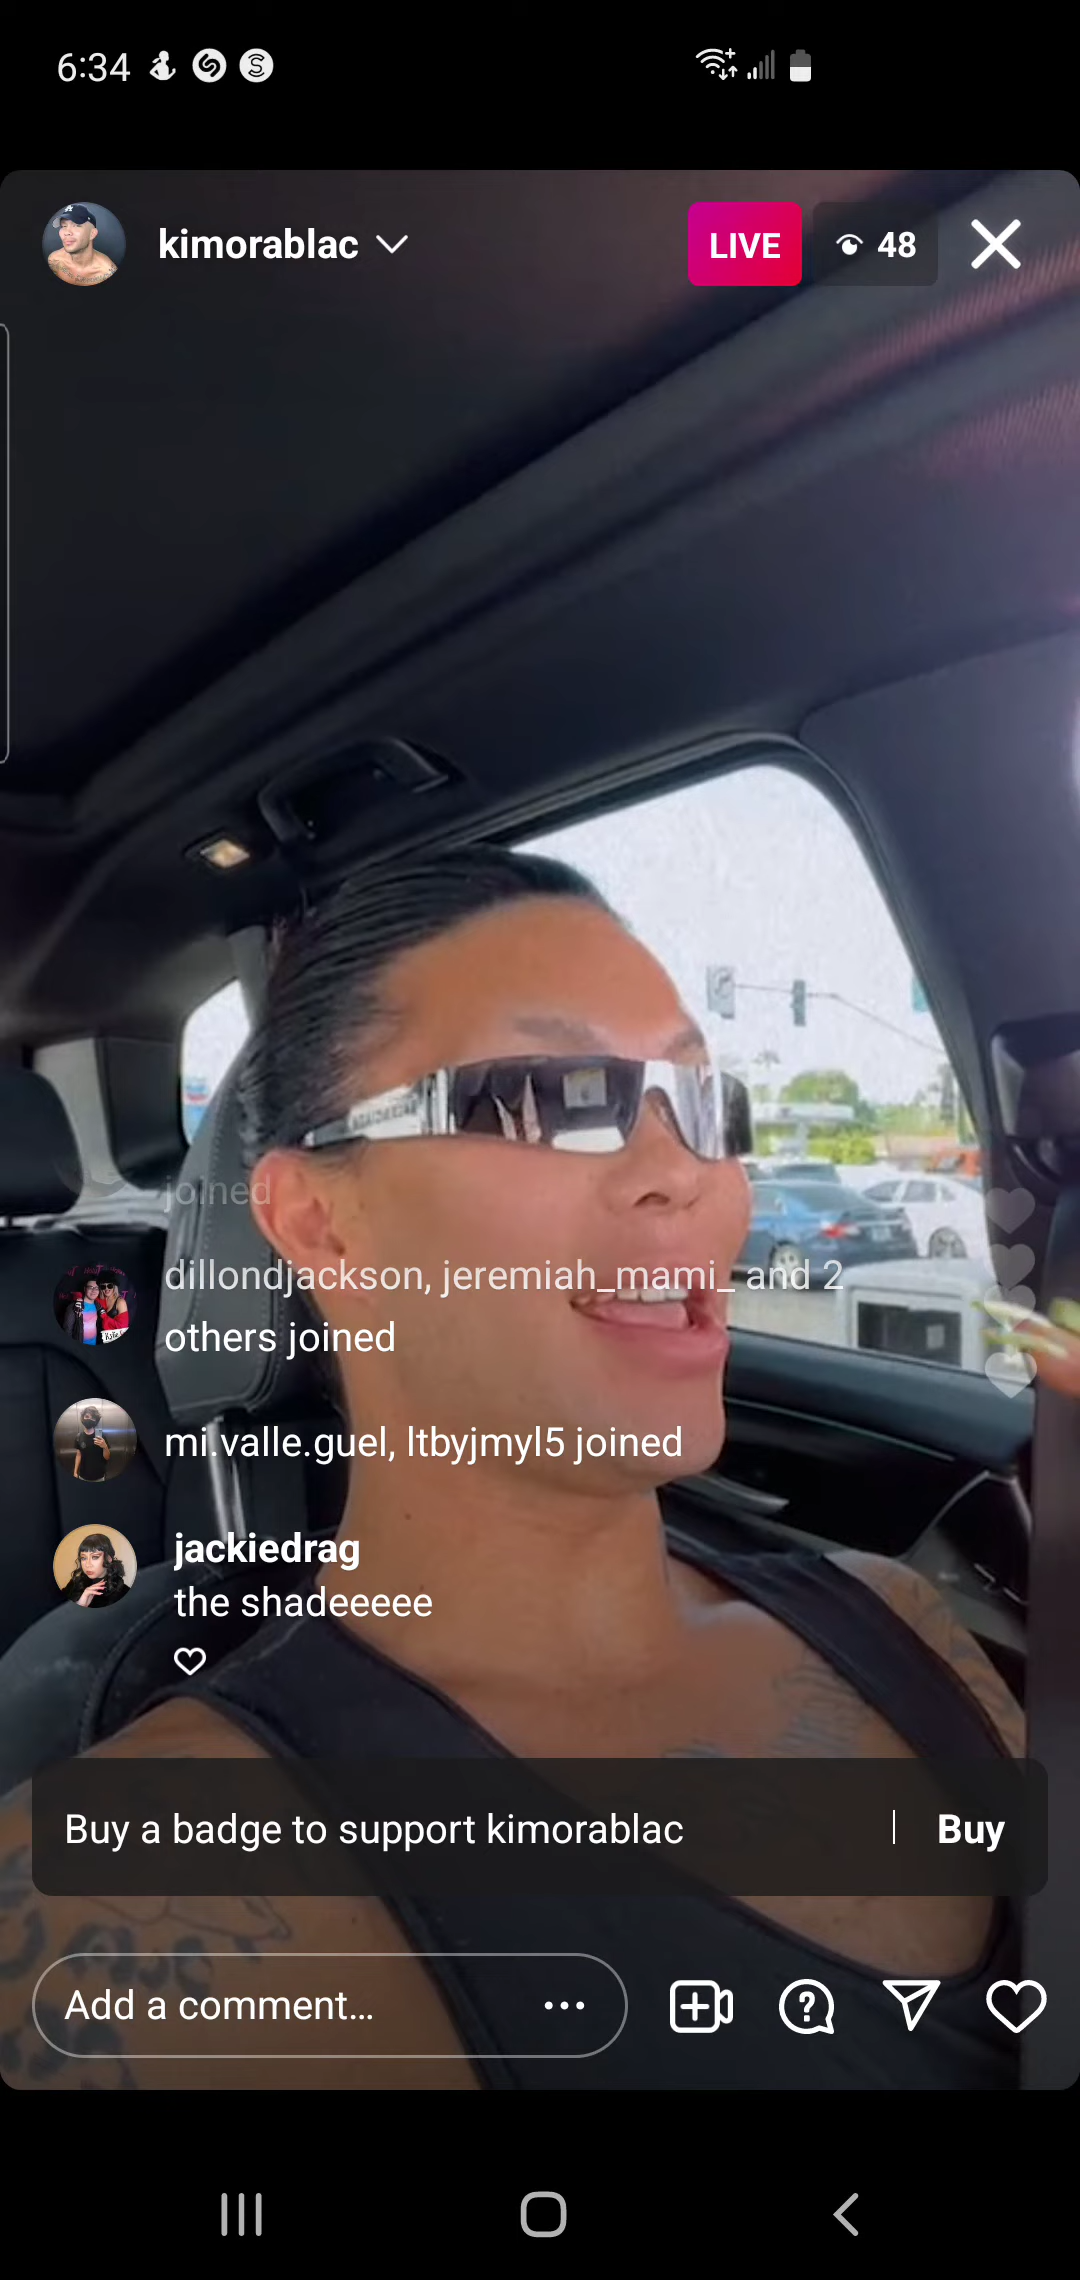 6:34
kimorablac
LIVE
48
joined
dillondjackson, jeremiah_mami_ and 2
others joined
mi.valle.guel, ltbyjmyl5 joined
jackiedrag
the shadeeeee
Buy a badge to support kimorablac
Buy
Add a comment...